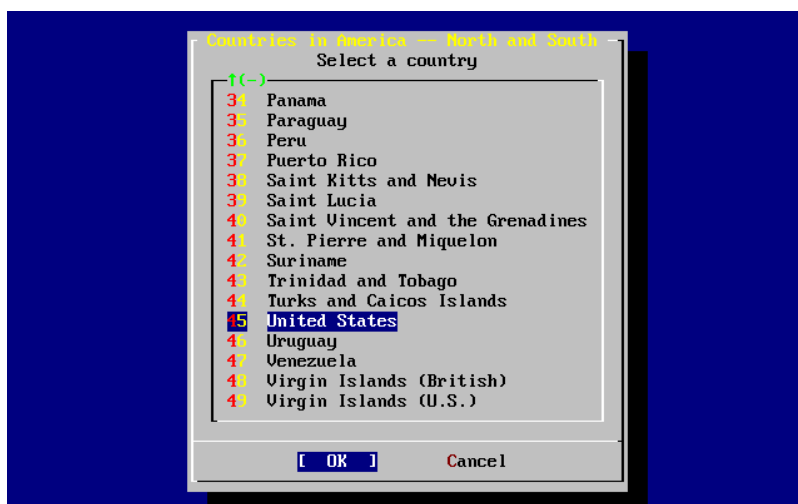 Countries in America -- North and South
Select a country
↑(-)
34 Panama
35 Paraguay
36 Peru
37 Puerto Rico
38 Saint Kitts and Nevis
39 Saint Lucia
40 Saint Vincent and the Grenadines
41 St. Pierre and Miquelon
42 Suriname
43 Trinidad and Tobago
44 Turks and Caicos Islands
45 United States
46 Uruguay
47 Venezuela
48 Virgin Islands (British)
49 Virgin Islands (U.S.)
[ OK ] Cancel